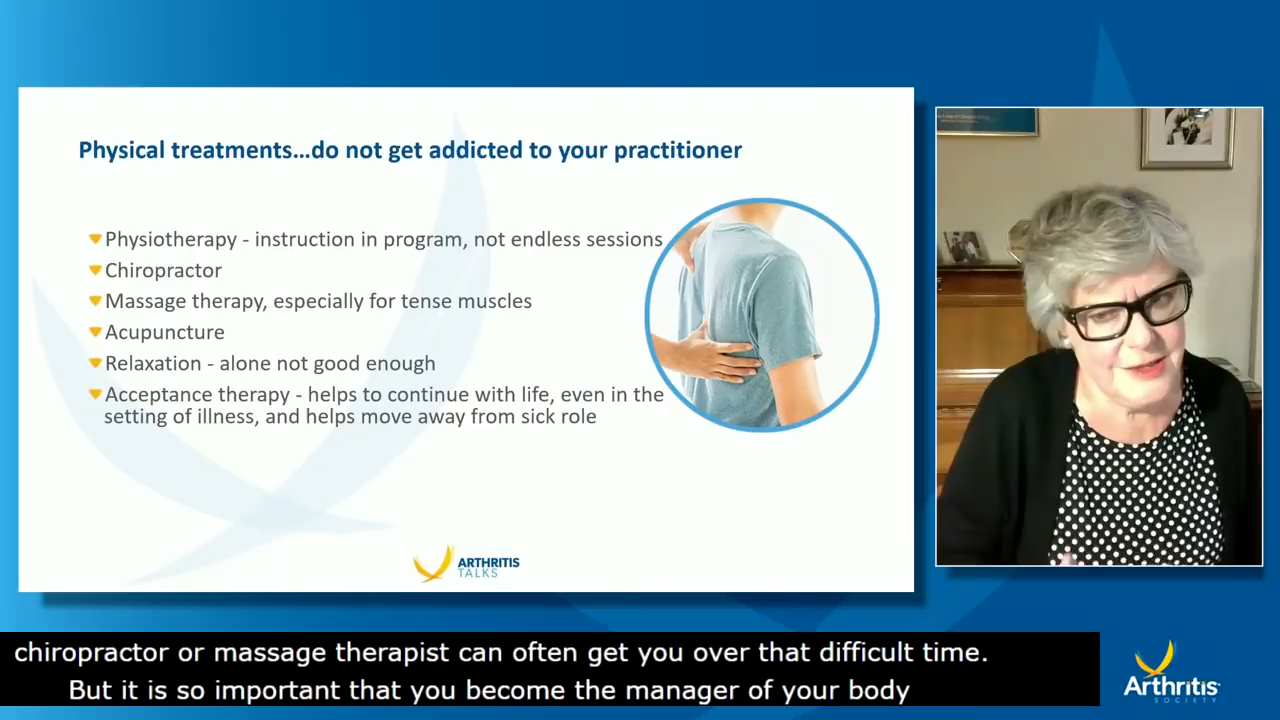 Physical treatments...do not get addicted to your practitioner
Physiotherapy - instruction in program, not endless sessions
Chiropractor
Massage therapy, especially for tense muscles
Acupuncture
Relaxation - alone not good enough
Acceptance therapy - helps to continue with life, even in the
setting of illness, and helps move away from sick role
ARTHRITIS
TALKS
chiropractor or massage therapist can often get you over that difficult time.
But it is so important that you become the manager of your body
Arthritis
SOCIETY